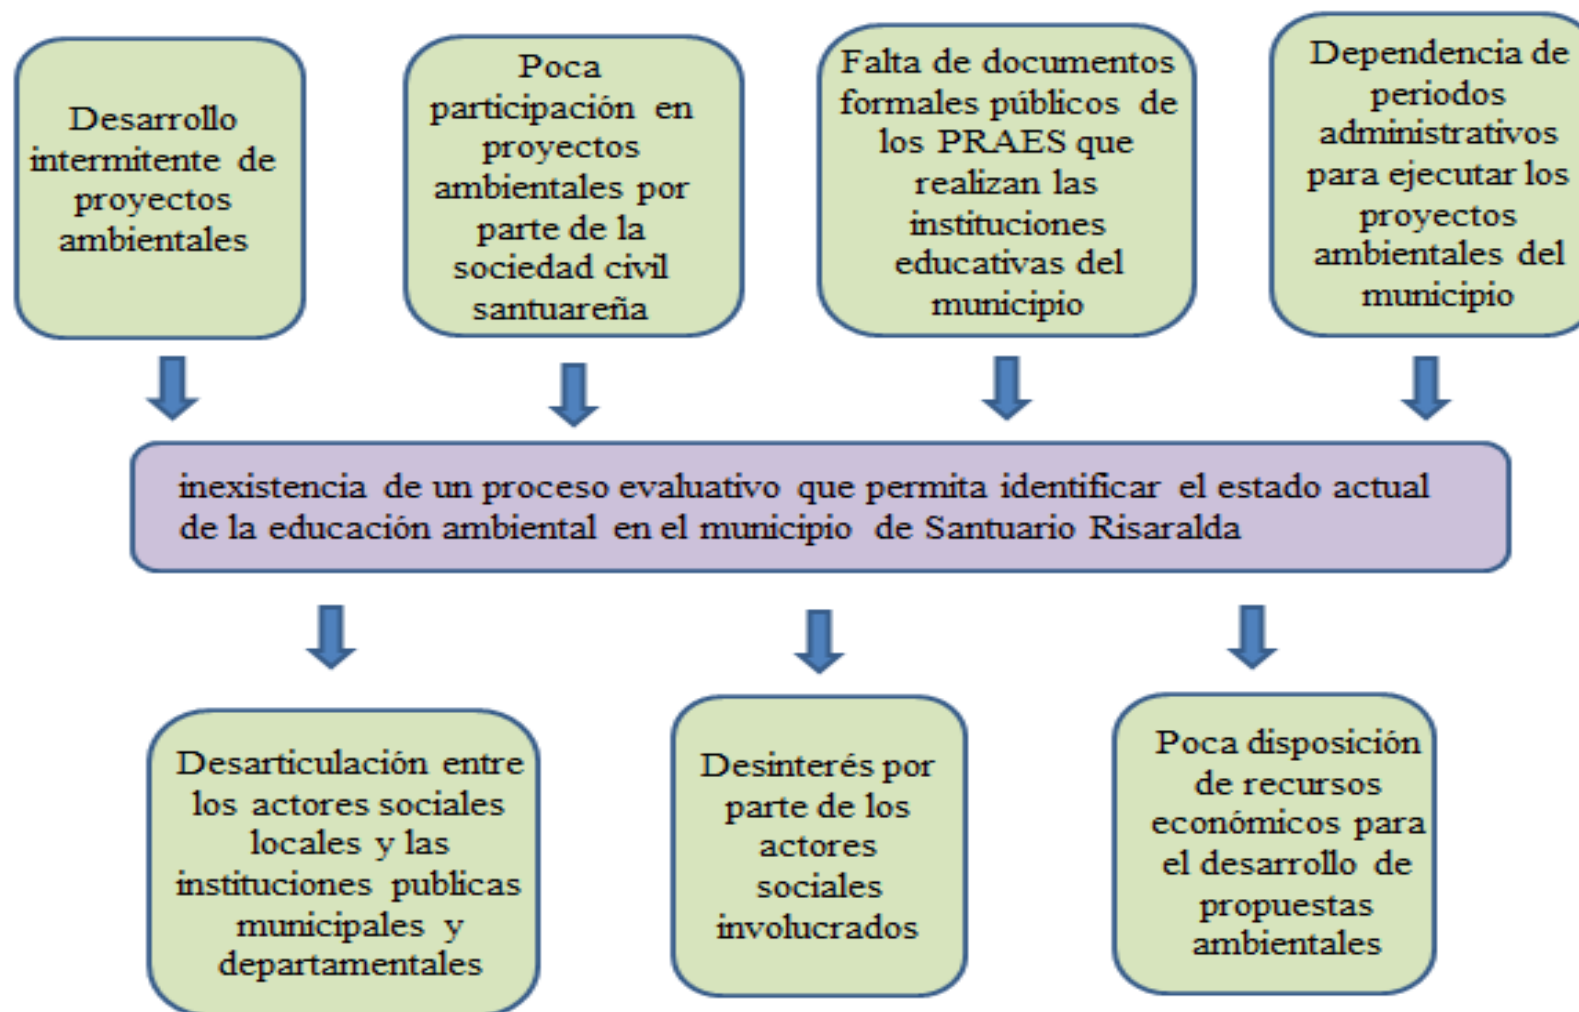 Desarrollo
intermitente de
proyectos
ambientales
Poca
participación en
proyectos
ambientales por
parte de la
sociedad civil
santuareña
Falta de documentos
formales públicos de
los PRAES que
realizan las
instituciones
educativas del
municipio
Dependencia de
periodos
administrativos
para ejecutar los
proyectos
ambientales del
municipio
inexistencia de un proceso evaluativo que permita identificar el estado actual
de la educación ambiental en el municipio de Santuario Risaralda
Desarticulación entre
los actores sociales
locales y las
instituciones publicas
municipales y
departamentales
Desinterés por
parte de los
actores
sociales
involucrados
Poca disposición
de recursos
económicos para
el desarrollo de
propuestas
ambientales